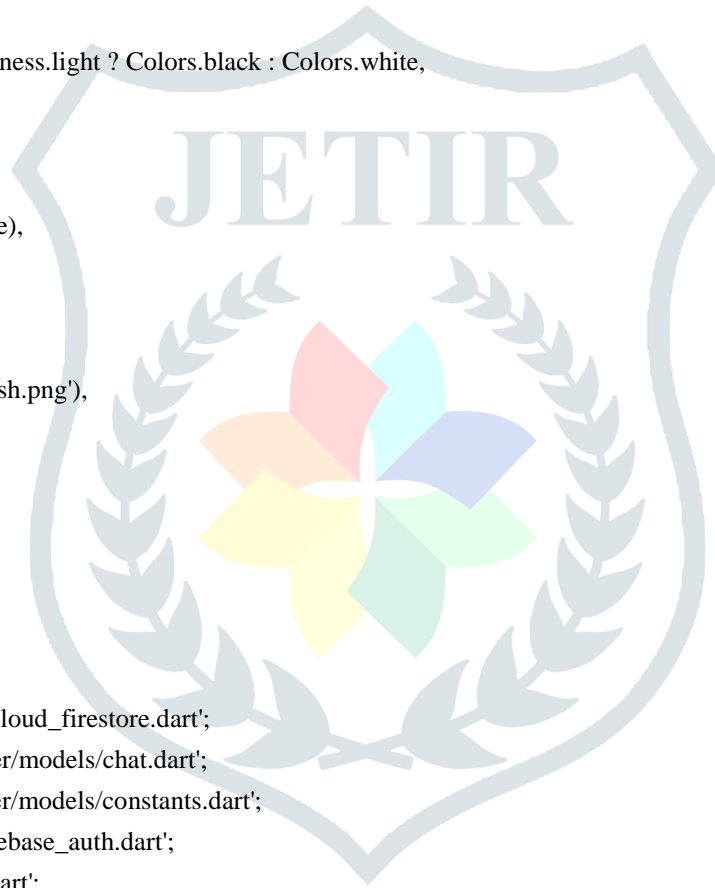 ness.light ? Colors.black : Colors.white,
JETIR
e),
sh.png'),
loud_firestore.dart';
er/models/chat.dart';
er/models/constants.dart';
ebase_auth.dart';
art';